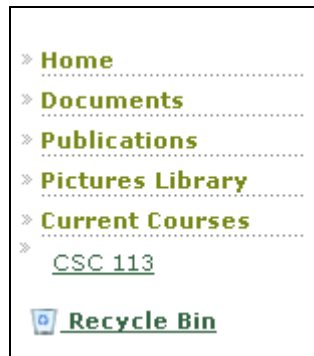 » Home
» Documents
» Publications
» Pictures Library
» Current Courses
»
CSC 113
Recycle Bin